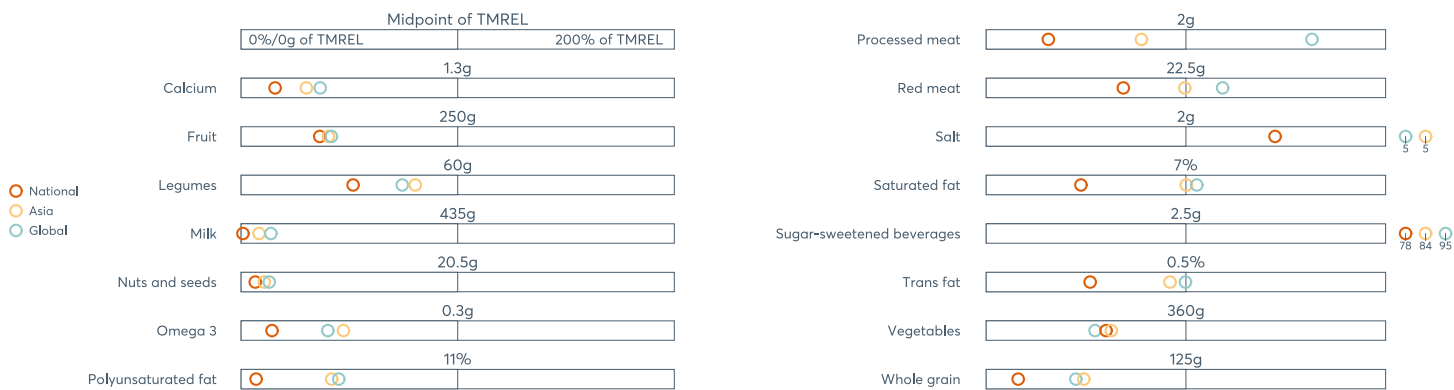 Midpoint of TMREL
0%/0g of TMREL 200% of TMREL
1.3g
Calcium
250g
Fruit
60g
Legumes
435g
Milk
20.5g
Nuts and seeds
0.3g
Omega 3
11%
Polyunsaturated fat
National
Asia
Global
2g
Processed meat
22.5g
Red meat
2g
Salt
5 5
7%
Saturated fat
2.5g
Sugar-sweetened beverages
78 84 95
0.5%
Trans fat
360g
Vegetables
125g
Whole grain